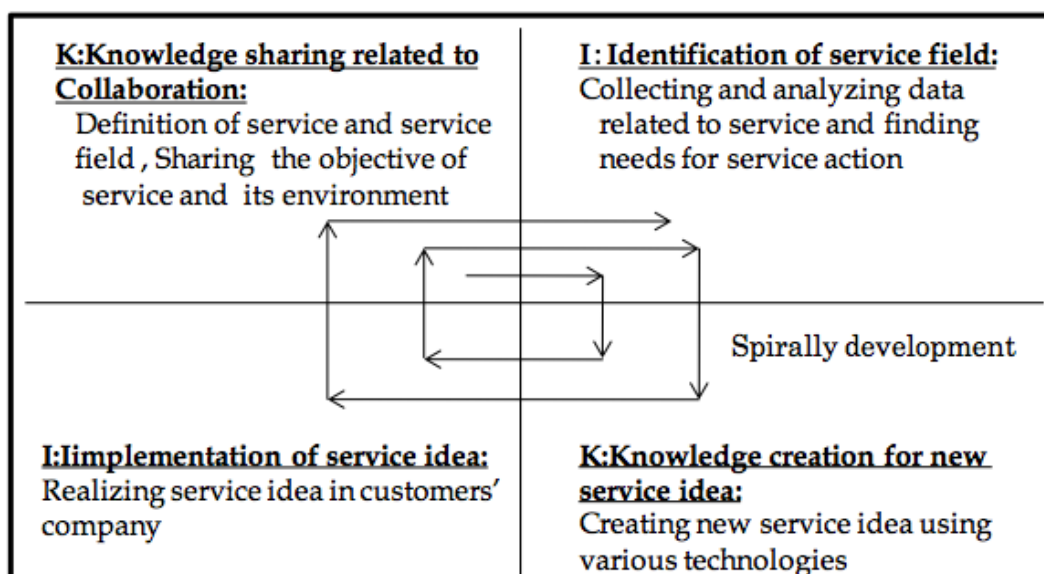 K:Knowledge sharing related to
Collaboration:
Definition of service and service
field , Sharing the objective of
service and its environment
I: Identification of service field:
Collecting and analyzing data
related to service and finding
needs for service action
Spirally development
I:Iimplementation of service idea:
Realizing service idea in customers’
company
K:Knowledge creation for new
service idea:
Creating new service idea using
various technologies